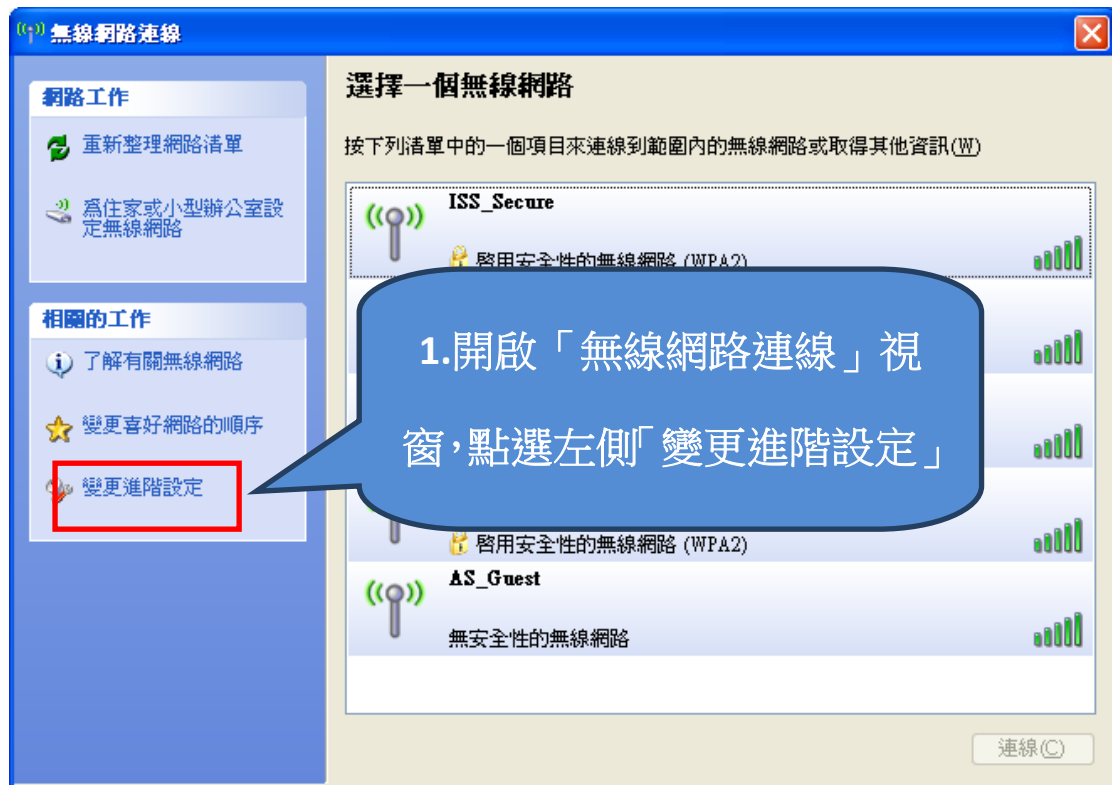 無線網路連線
網路工作
重新整理網路清單
為住家或小型辦公室設
定無線網路
相關的工作
了解有關無線網路
變更喜好網路的順序
變更進階設定
選擇一個無線網路
按下列清單中的一個項目來連線到範圍內的無線網路或取得其他資訊(W)
ISS_Secure
啟用安全性的無線網路 (WPA2)
1.開啟「無線網路連線」視
窗,點選左側「變更進階設定」
啟用安全性的無線網路 (WPA2)
AS_Guest
無安全性的無線網路
連線(C)